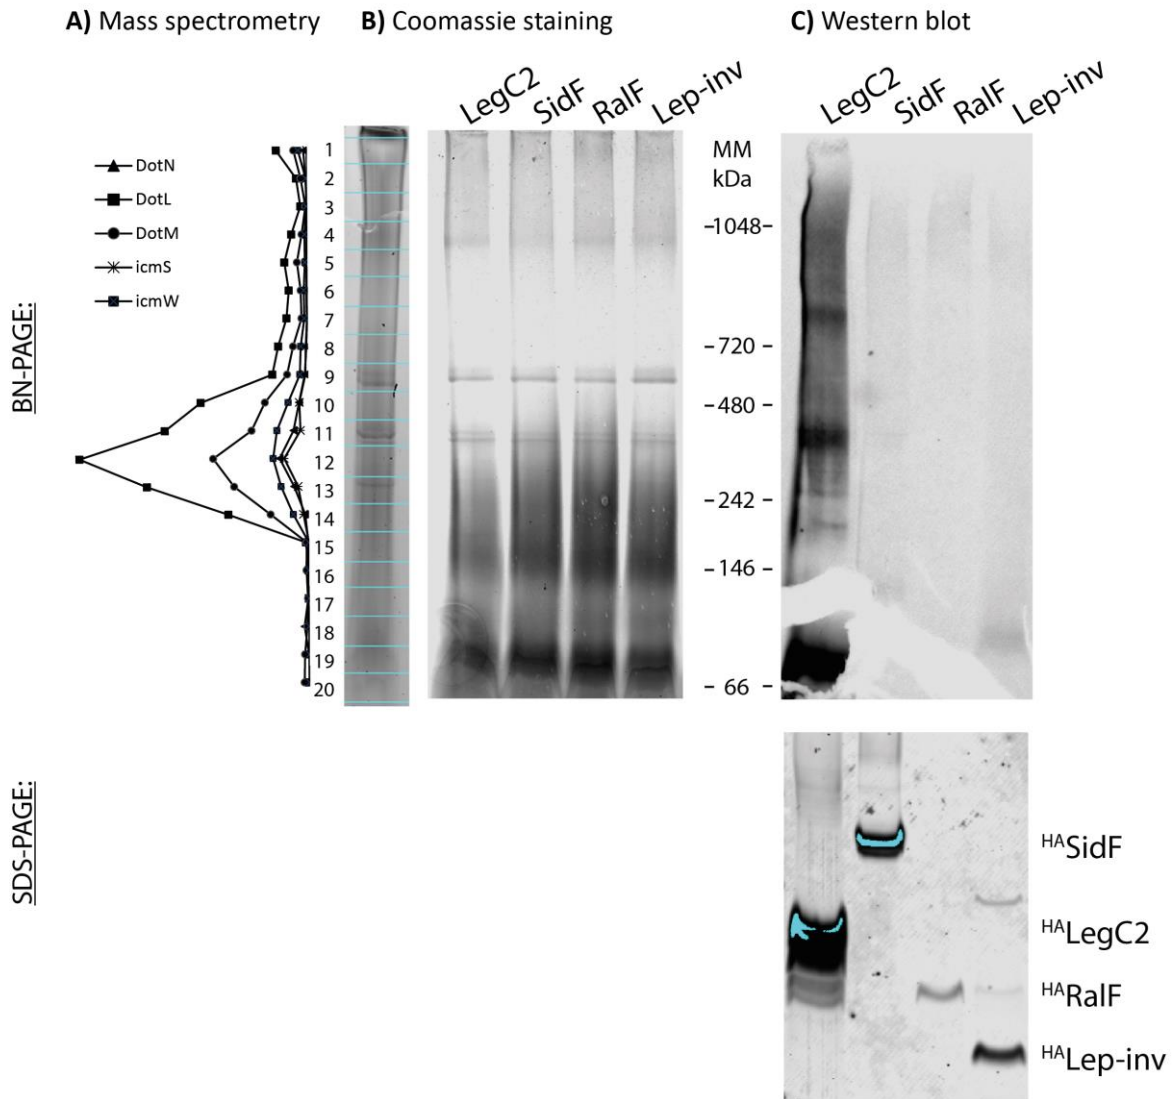 A) Mass spectrometry
B) Coomassie staining
C) Western blot
LegC2
SidF
RalF
Lep-inv
LegC2
SidF
RalF
Lep-inv
BN-PAGE:
DotN
DotL
DotM
icmS
icmW
1
2
3
4
5
6
7
8
9
10
11
12
13
14
15
16
17
18
19
20
MM
kDa
-1048-
-720 -
-480 -
-242 -
-146 -
- 66 -
SDS-PAGE:
HASidF
HALegC2
HARalF
HALep-inv